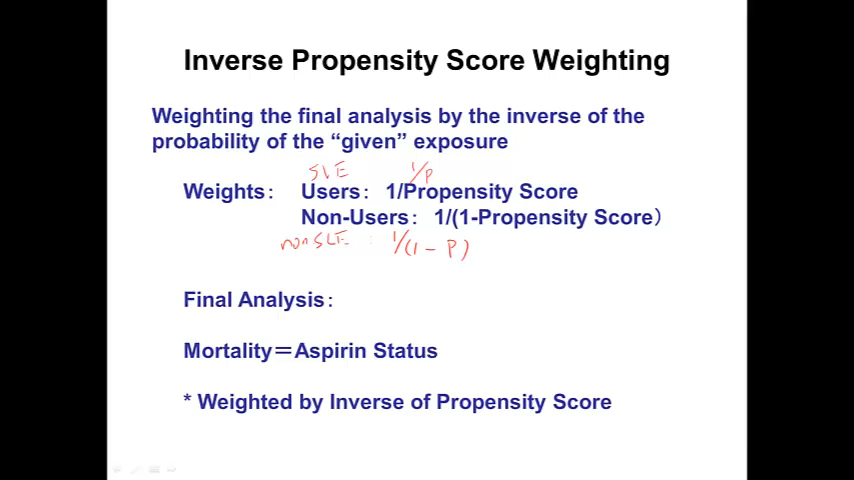 Inverse Propensity Score Weighting
Weighting the final analysis by the inverse of the
probability of the “given” exposure
SLE 1/P
Weights： Users： 1/Propensity Score
Non-Users： 1/(1-Propensity Score）
non SLE : 1/(1-P)
Final Analysis：
Mortality＝Aspirin Status
* Weighted by Inverse of Propensity Score